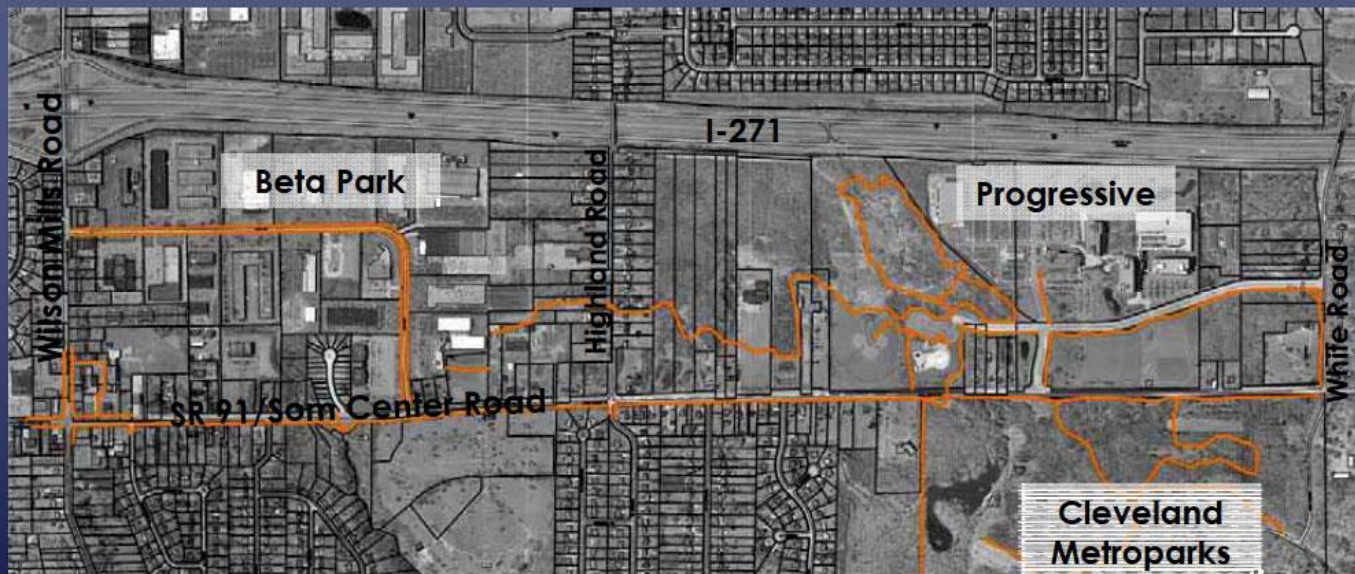 I-271
Beta Park
Progressive
Wilson Mills Road
Highland Road
White Road
SR 91/Som Center Road
Cleveland
Metroparks